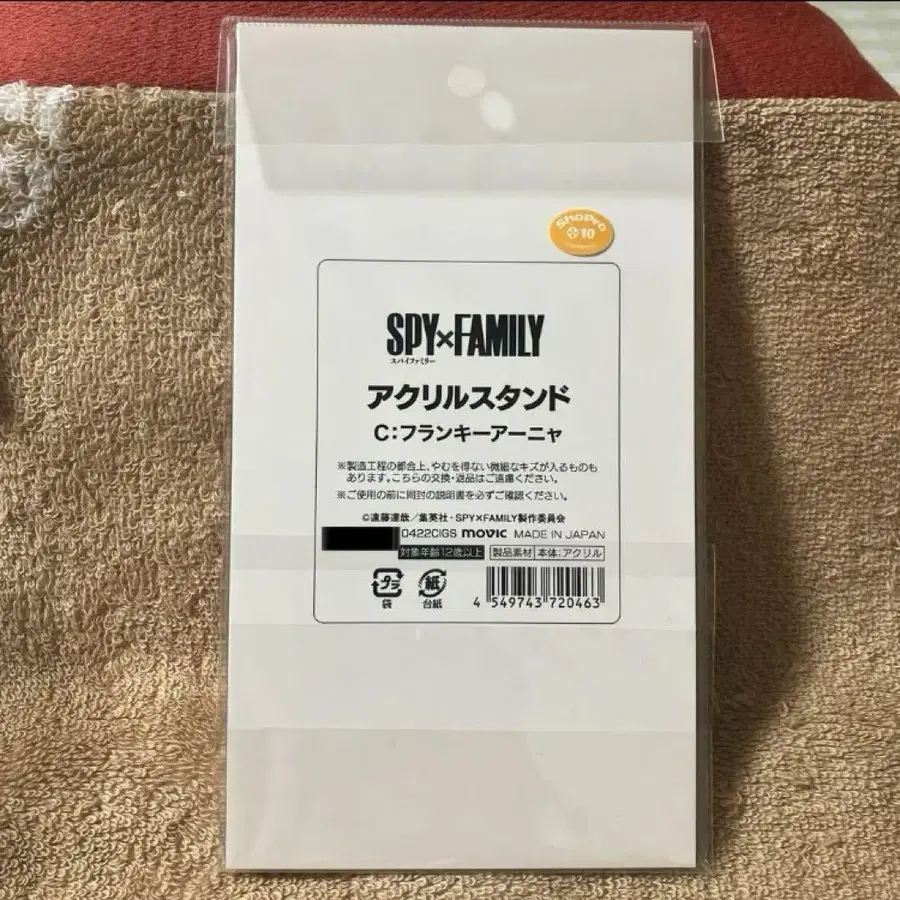 ShoPro
10
SPY×FAMILY
スパイファミリー
アクリルスタンド
C:フランキーアーニャ
※製造工程の都合上、やむを得ない微細なキズが入るものも
あります。こちらの交換・返品はご遠慮ください。
※ご使用の前に同封の説明書を必ずご確認ください。
©遠藤達哉/集英社・SPY×FAMILY製作委員会
0422CIGS movic MADE IN JAPAN
対象年齢12歳以上 製品素材 本体:アクリル
プラ 紙
袋 台紙
4 549743 720463